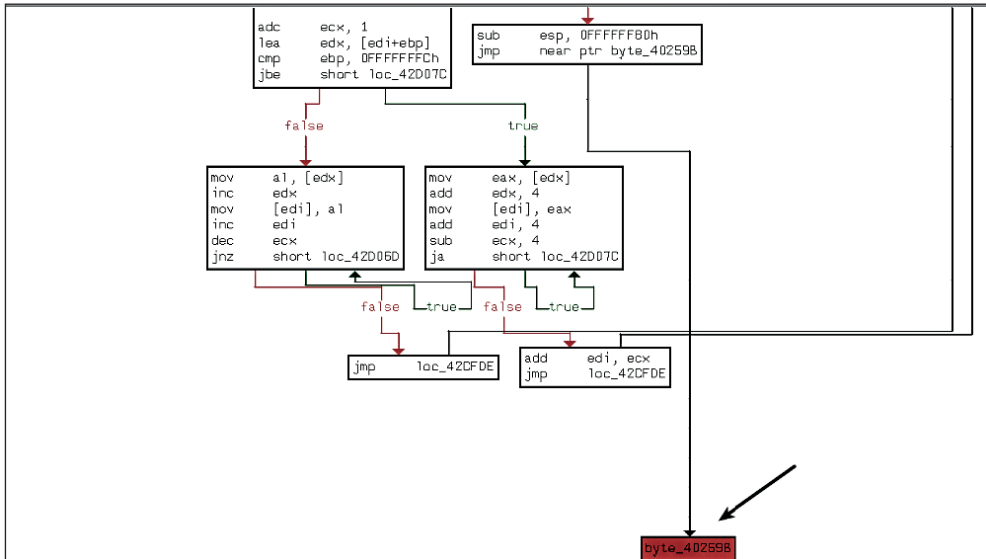 adc ecx, 1
lea edx, [edi+ebp]
cmp ebp, 0FFFFFFFCh
jbe short loc_42D07C
sub esp, 0FFFFFF80h
jmp near ptr byte_40259B
false
true
mov al, [edx]
inc edx
mov [edi], al
inc edi
dec ecx
jnz short loc_42D06D
mov eax, [edx]
add edx, 4
mov [edi], eax
add edi, 4
sub ecx, 4
ja short loc_42D07C
false
true
false
true
jmp loc_42CFDE
add edi, ecx
jmp loc_42CFDE
byte_40259B